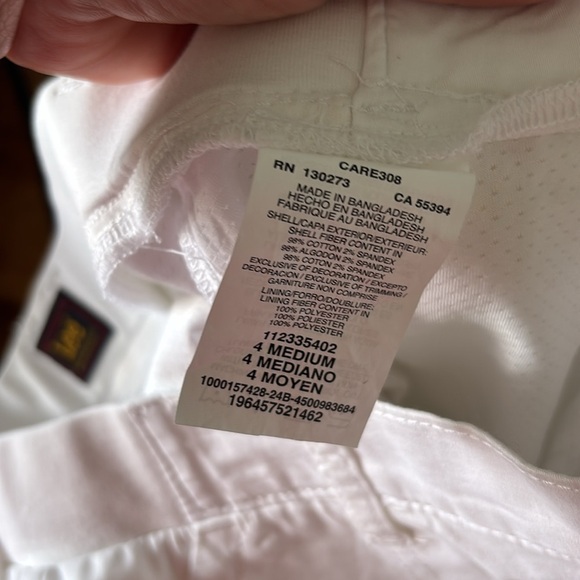 CARE308
RN 130273 CA 55394
MADE IN BANGLADESH
HECHO EN BANGLADESH
FABRIQUE AU BANGLADESH
SHELL/CAPA EXTERIOR/EXTERIEUR:
SHELL FIBER CONTENT IN
98% COTTON 2% SPANDEX
98% ALGODON 2% SPANDEX
98% COTON 2% SPANDEX
EXCLUSIVE OF DECORATION / EXCEPTO
DECORACION / EXCLUSIVE OF TRIMMING /
GARNITURE NON COMPRISE
LINING/FORRO/DOUBLURE:
LINING FIBER CONTENT IN
100% POLYESTER
100% POLYESTER
100% POLYESTER
112335402
4 MEDIUM
4 MEDIANO
4 MOYEN
1000157428-24B-4500983684
196457521462
Lee